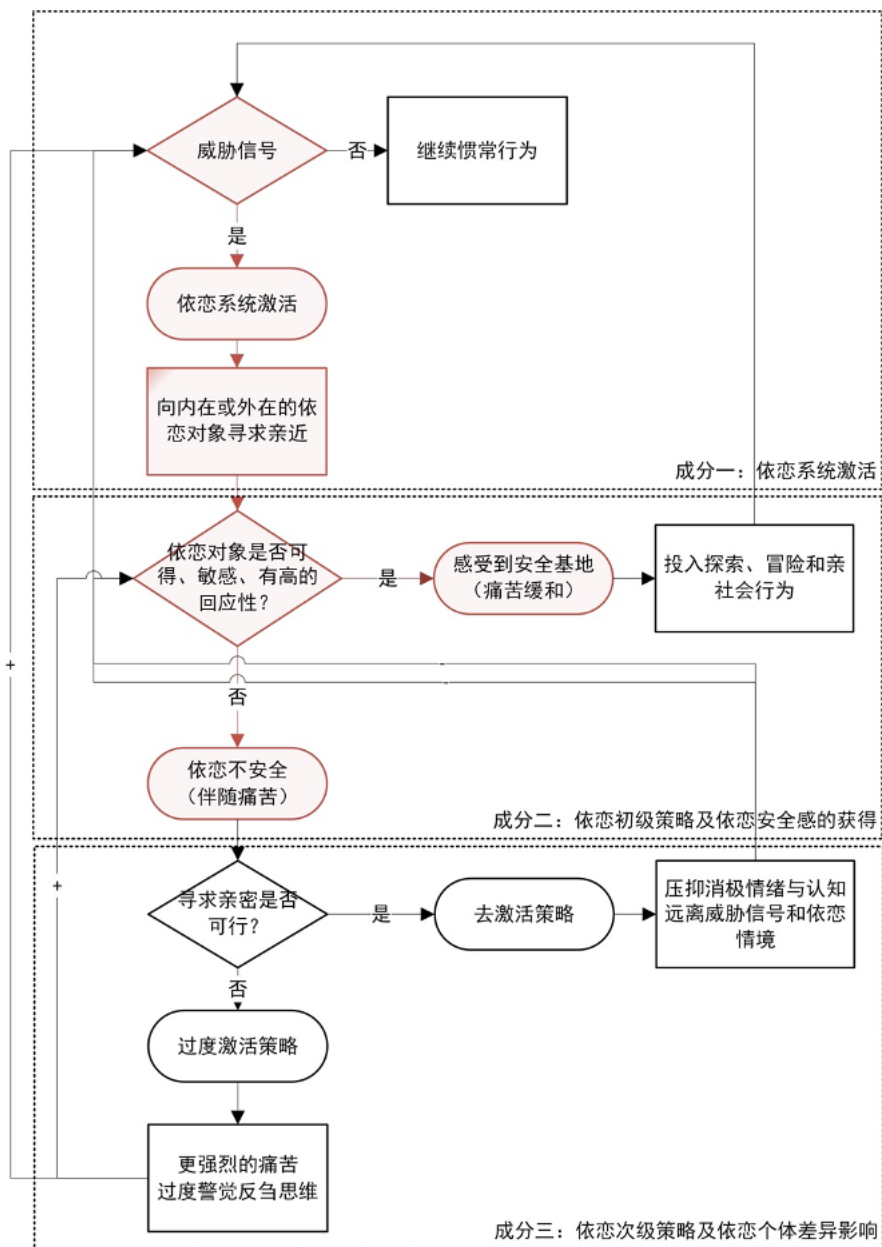 威胁信号
否
继续惯常行为
是
依恋系统激活
向内在或外在的依
恋对象寻求亲近
成分一：依恋系统激活
依恋对象是否可
得、敏感、有高的
回应性？
是
感受到安全基地
（痛苦缓和）
投入探索、冒险和亲
社会行为
+
-
-
否
依恋不安全
（伴随痛苦）
成分二：依恋初级策略及依恋安全感的获得
+
寻求亲密是否
可行？
是
去激活策略
压抑消极情绪与认知
远离威胁信号和依恋
情境
否
过度激活策略
更强烈的痛苦
过度警觉反刍思维
成分三：依恋次级策略及依恋个体差异影响